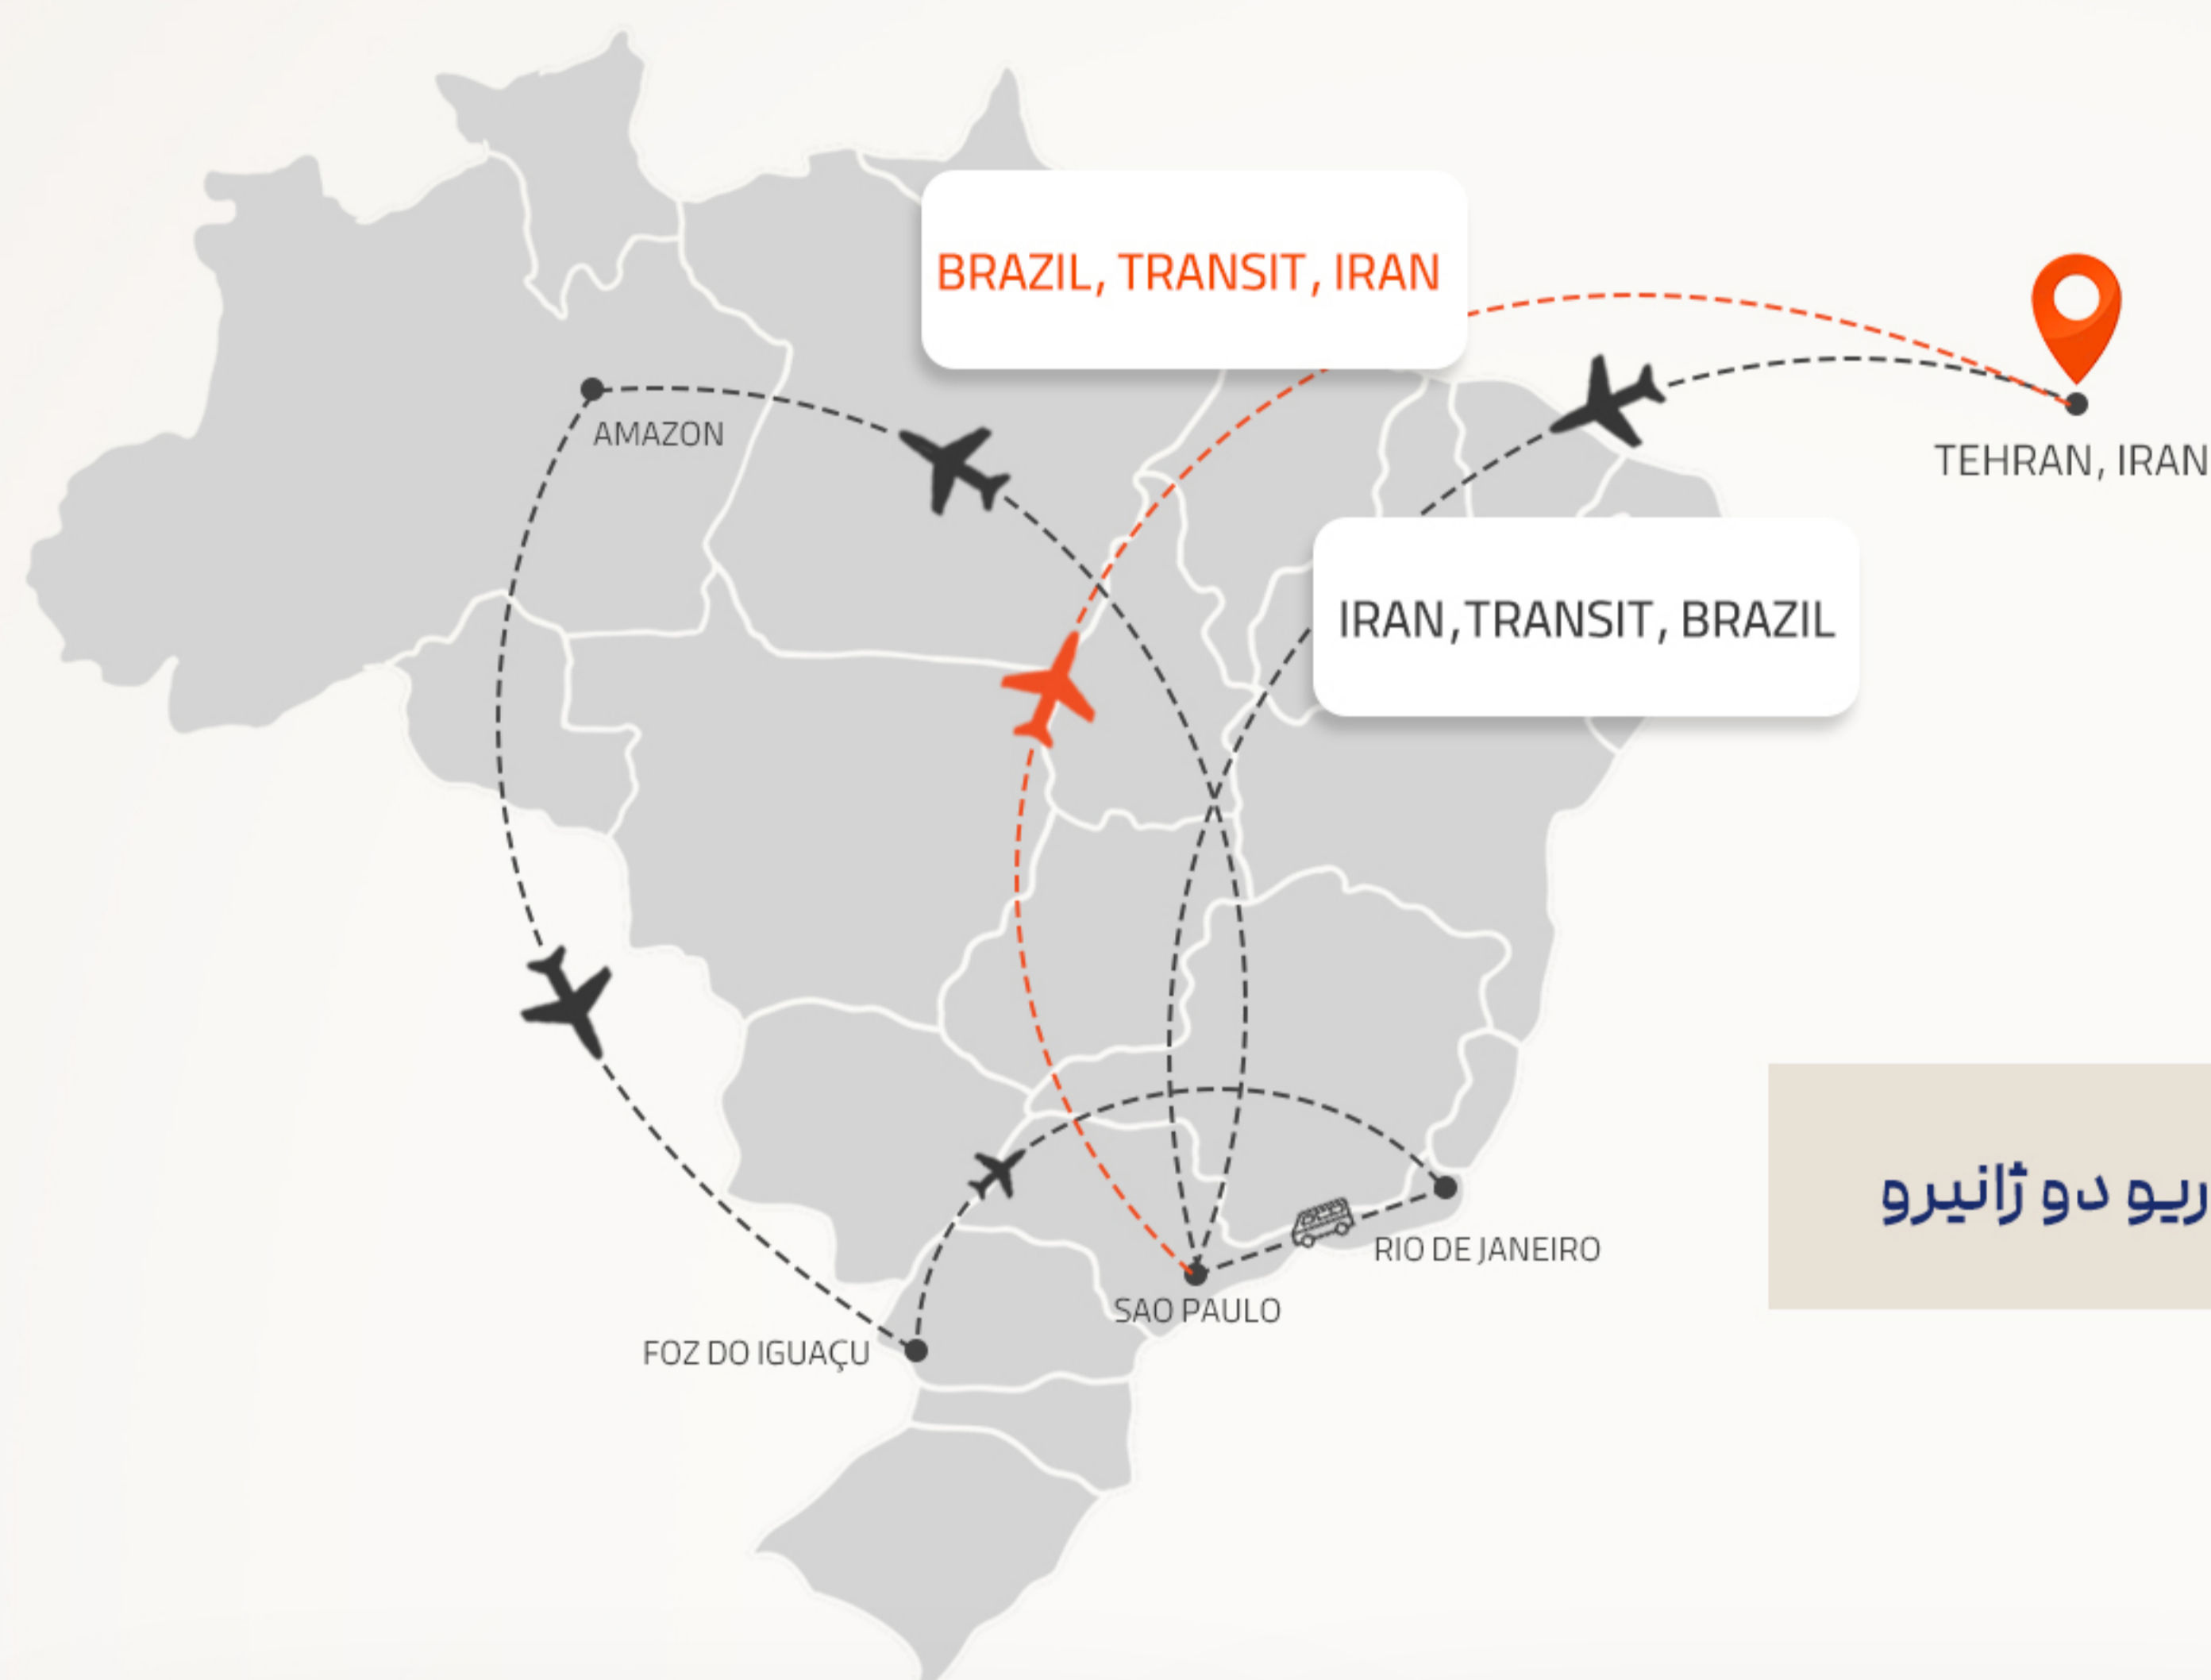 BRAZIL, TRANSIT, IRAN
AMAZON
TEHRAN, IRAN
IRAN,TRANSIT, BRAZIL
ریو دو ژانیرو
RIO DE JANEIRO
SAO PAULO
FOZ DO IGUAÇU